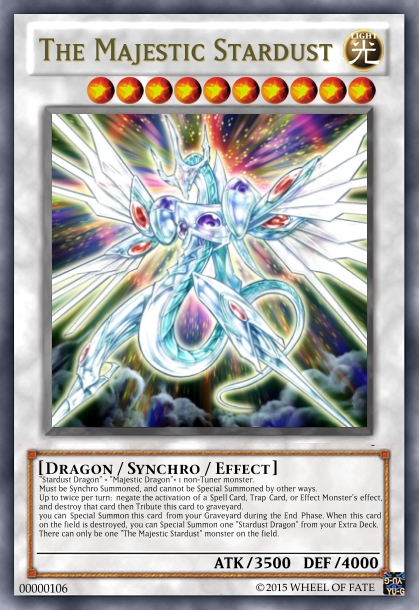 The Majestic Stardust
LIGHT
光
[Dragon / Synchro / Effect]
"Stardust Dragon" + "Majestic Dragon"+ 1 non-Tuner monster.
Must be Synchro Summoned, and cannot be Special Summoned by other ways.
Up to twice per turn: negate the activation of a Spell Card, Trap Card, or Effect Monster's effect,
and destroy that card then Tribute this card to graveyard.
you can Special Summon this card from your Graveyard during the End Phase. When this card
on the field is destroyed, you can Special Summon one "Stardust Dragon" from your Extra Deck.
There can only be one "The Majestic Stardust" monster on the field.
ATK/3500 DEF/4000
00000106
©2015 WHEEL OF FATE